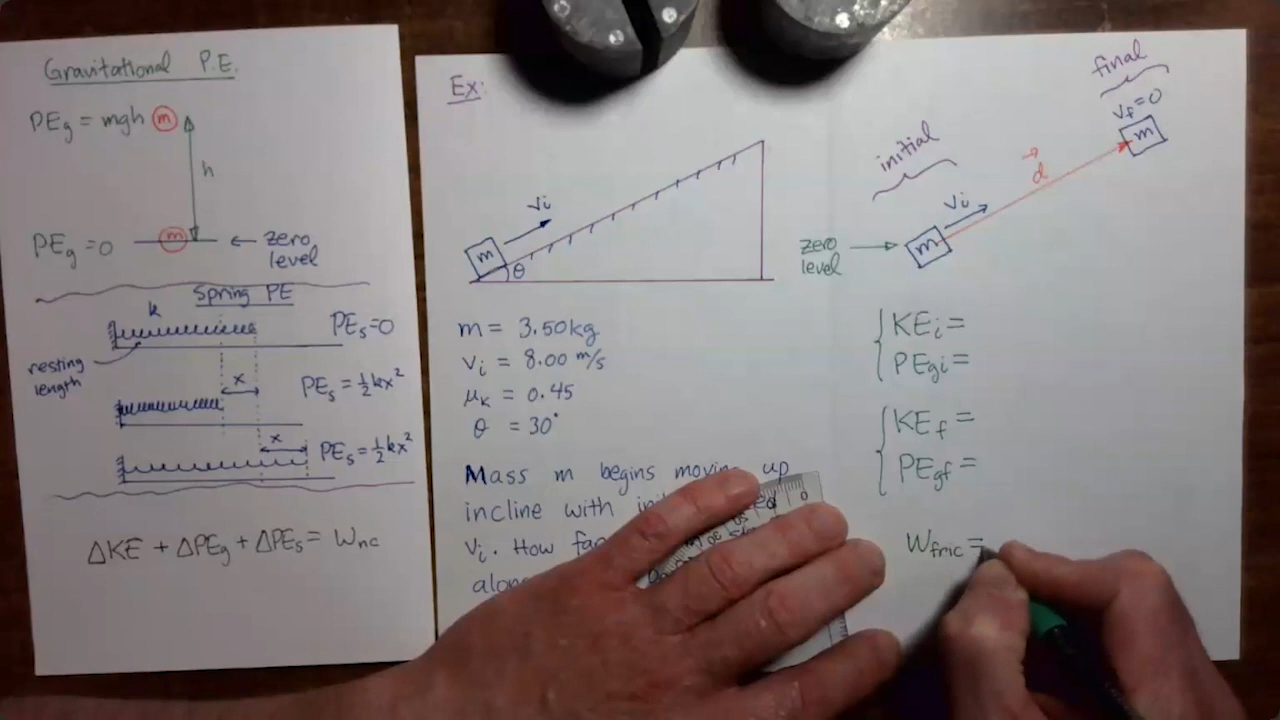 Gravitational P.E.
PEg = mgh m
h
PEg = 0 m ← zero level
Spring PE
k
PEs=0
resting length
x
PEs = ½kx²
x
PEs = ½kx²
ΔKE + ΔPEg + ΔPEs = Wnc
Ex:
vi
m
θ
m = 3.50kg
vi = 8.00 m/s
μk = 0.45
θ = 30°
Mass m begins moving up
incline with
vi. How far
initial
final
vf=0
m
d
vi
m
zero level
KEi=
PEgi=
KEf=
PEgf=
Wfric=